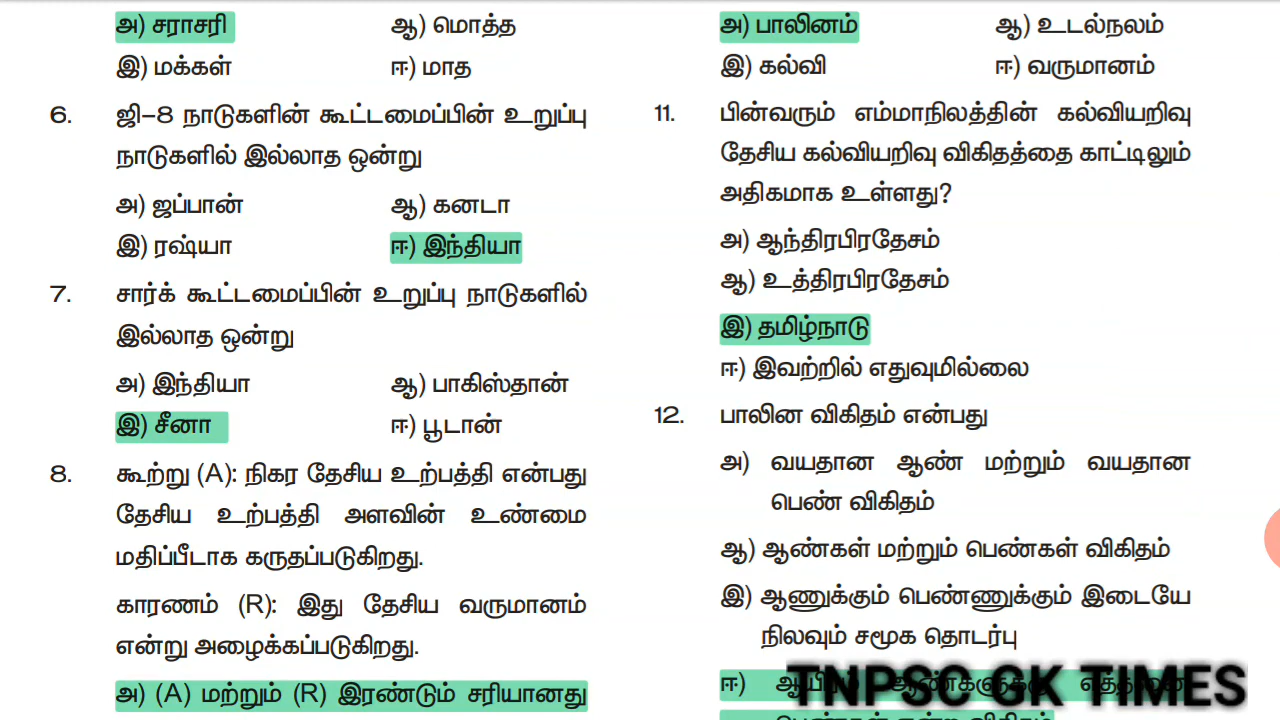 அ) சராசரி ஆ) மொத்த
இ) மக்கள் ஈ) மாத
6. ஜி–8 நாடுகளின் கூட்டமைப்பின் உறுப்பு
நாடுகளில் இல்லாத ஒன்று
அ) ஜப்பான் ஆ) கனடா
இ) ரஷ்யா ஈ) இந்தியா
7. சார்க் கூட்டமைப்பின் உறுப்பு நாடுகளில்
இல்லாத ஒன்று
அ) இந்தியா ஆ) பாகிஸ்தான்
இ) சீனா ஈ) பூடான்
8. கூற்று (A): நிகர தேசிய உற்பத்தி என்பது
தேசிய உற்பத்தி அளவின் உண்மை
மதிப்பீடாக கருதப்படுகிறது.
காரணம் (R): இது தேசிய வருமானம்
என்று அழைக்கப்படுகிறது.
அ) (A) மற்றும் (R) இரண்டும் சரியானது
அ) பாலினம் ஆ) உடல்நலம்
இ) கல்வி ஈ) வருமானம்
11. பின்வரும் எம்மாநிலத்தின் கல்வியறிவு
தேசிய கல்வியறிவு விகிதத்தை காட்டிலும்
அதிகமாக உள்ளது?
அ) ஆந்திரபிரதேசம்
ஆ) உத்திரபிரதேசம்
இ) தமிழ்நாடு
ஈ) இவற்றில் எதுவுமில்லை
12. பாலின விகிதம் என்பது
அ) வயதான ஆண் மற்றும் வயதான
பெண் விகிதம்
ஆ) ஆண்கள் மற்றும் பெண்கள் விகிதம்
இ) ஆணுக்கும் பெண்ணுக்கும் இடையே
நிலவும் சமூக தொடர்பு
ஈ)
TNPSC GK TIMES